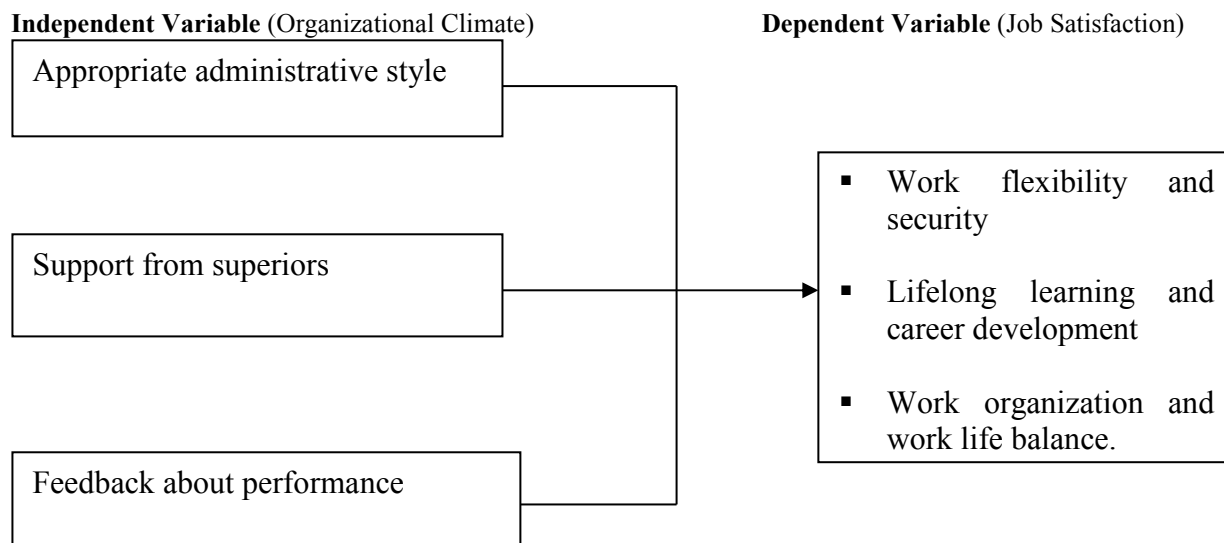 Independent Variable (Organizational Climate)
Dependent Variable (Job Satisfaction)
Appropriate administrative style
Support from superiors
Feedback about performance
▪ Work flexibility and
security
▪ Lifelong learning and
career development
▪ Work organization and
work life balance.